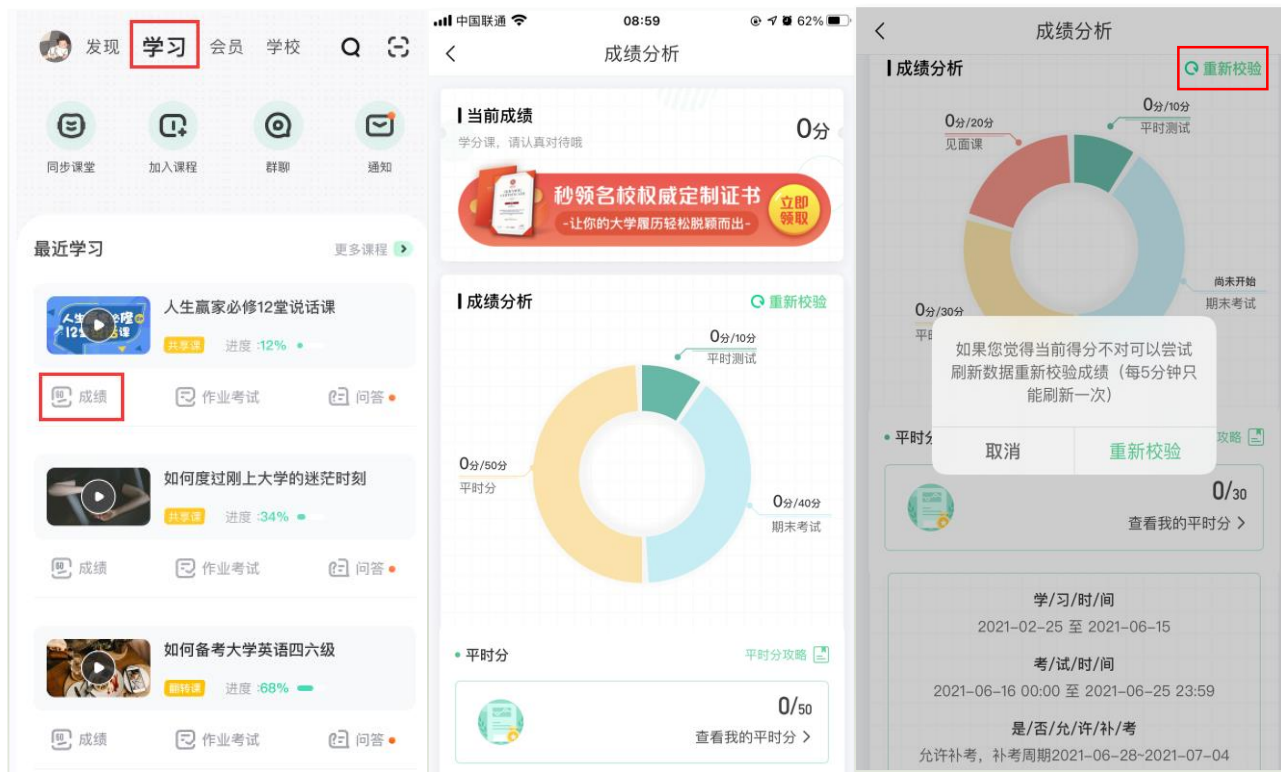 发现 学习 会员 学校
同步课堂 加入课程 群聊 通知
最近学习 更多课程
人生赢家必修12堂说话课
共享课 进度 :12%
成绩 作业考试 问答
如何度过刚上大学的迷茫时刻
共享课 进度 :34%
成绩 作业考试 问答
如何备考大学英语四六级
翻转课 进度 :68%
成绩 作业考试 问答
中国联通 08:59 62%
成绩分析
当前成绩
学分课，请认真对待哦
0分
秒领名校权威定制证书
-让你的大学履历轻松脱颖而出-
立即
领取
成绩分析 重新校验
0分/10分
平时测试
0分/50分
平时分
0分/40分
期末考试
平时分 平时分攻略
0/50
查看我的平时分
成绩分析
成绩分析 重新校验
0分/10分
平时测试
0分/20分
见面课
尚未开始
期末考试
0分/30分
如果您觉得当前得分不对可以尝试
刷新数据重新校验成绩（每5分钟只
能刷新一次）
取消 重新校验
平时 攻略
0/30
查看我的平时分
学/习/时/间
2021-02-25 至 2021-06-15
考/试/时/间
2021-06-16 00:00 至 2021-06-25 23:59
是/否/允/许/补/考
允许补考，补考周期2021-06-28~2021-07-04